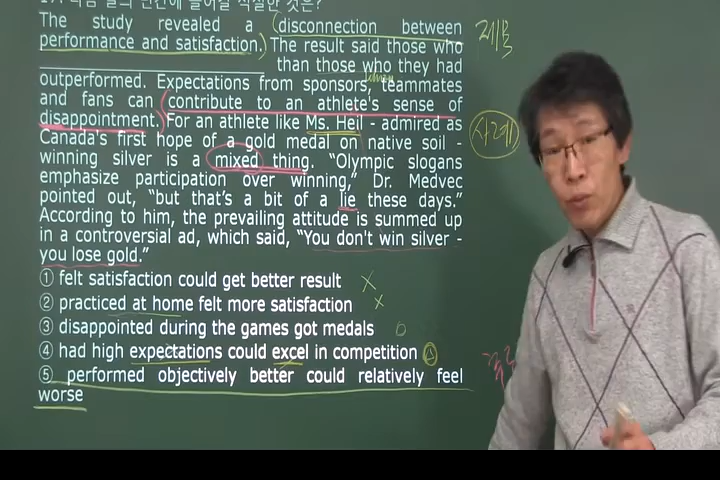 The study revealed a (disconnection between
performance and satisfaction.) The result said those who
than those who they had
outperformed. Expectations from sponsors, teammates
and fans can (contribute to an athlete's sense of
disappointment.) For an athlete like Ms. Heil - admired as
Canada's first hope of a gold medal on native soil -
winning silver is a mixed thing. “Olympic slogans
emphasize participation over winning,” Dr. Medvec
pointed out, “but that's a bit of a lie these days.”
According to him, the prevailing attitude is summed up
in a controversial ad, which said, “You don't win silver -
you lose gold.”
① felt satisfaction could get better result X
② practiced at home felt more satisfaction X
③ disappointed during the games got medals
④ had high expectations could excel in competition
⑤ performed objectively better could relatively feel
worse
사례